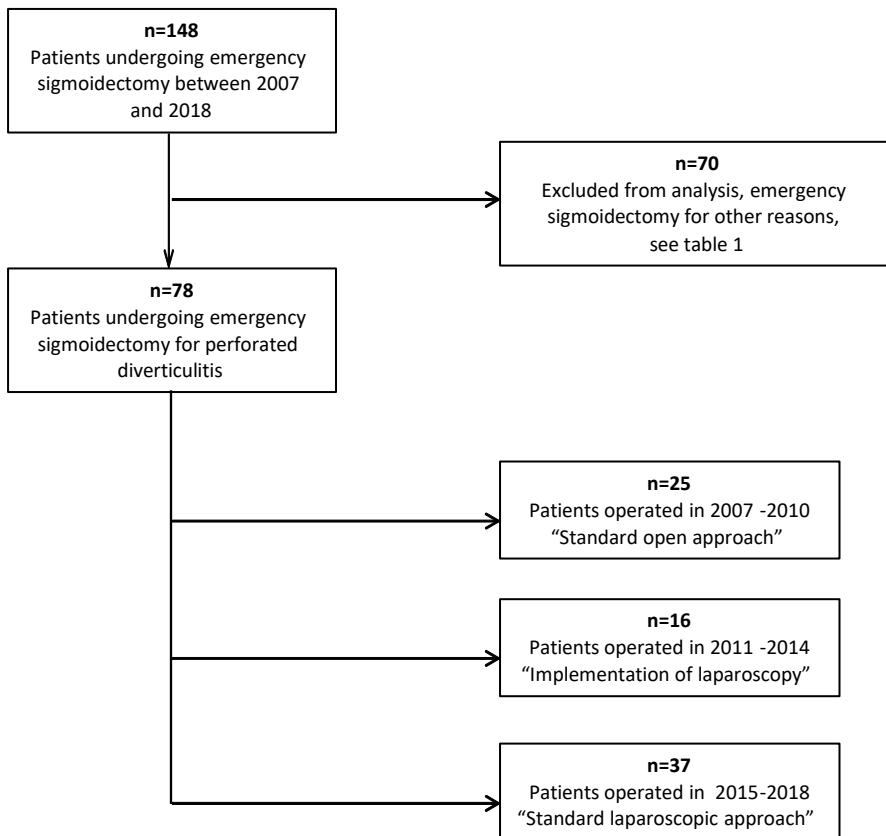 n=148
Patients undergoing emergency
sigmoidectomy between 2007
and 2018
n=70
Excluded from analysis, emergency
sigmoidectomy for other reasons,
see table 1
n=78
Patients undergoing emergency
sigmoidectomy for perforated
diverticulitis
n=25
Patients operated in 2007 -2010
“Standard open approach”
n=16
Patients operated in 2011 -2014
“Implementation of laparoscopy”
n=37
Patients operated in  2015-2018
“Standard laparoscopic approach”